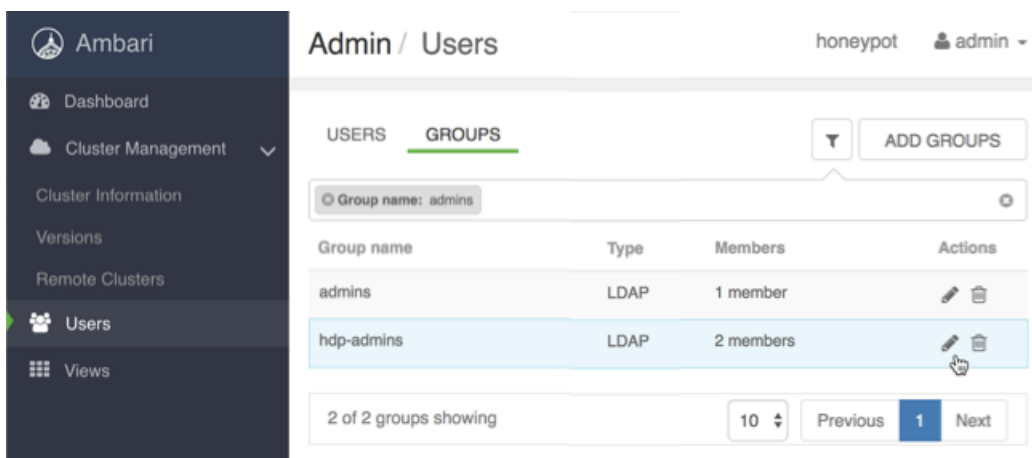 Ambari
Admin / Users
honeypot
admin
Dashboard
Cluster Management
Cluster Information
Versions
Remote Clusters
Users
Views
USERS GROUPS
ADD GROUPS
Group name: admins
Group name Type Members Actions
admins LDAP 1 member
hdp-admins LDAP 2 members
2 of 2 groups showing
10 Previous 1 Next